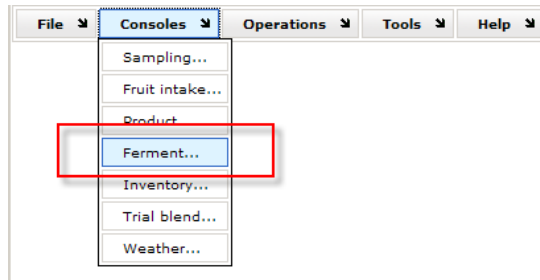 File Consoles Operations Tools Help
Sampling...
Fruit intake...
Product
Ferment...
Inventory...
Trial blend...
Weather...